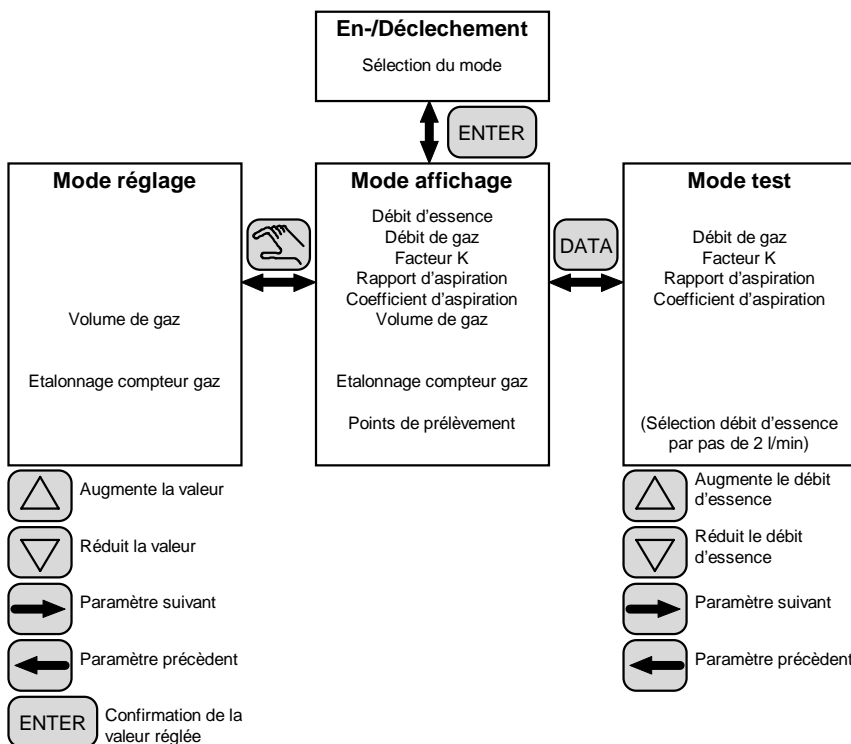 En-/Déclechement
Sélection du mode
ENTER
Mode réglage
Volume de gaz
Etalonnage compteur gaz
Mode affichage
Débit d'essence
Débit de gaz
Facteur K
Rapport d'aspiration
Coefficient d'aspiration
Volume de gaz
Etalonnage compteur gaz
Points de prélèvement
DATA
Mode test
Débit de gaz
Facteur K
Rapport d'aspiration
Coefficient d'aspiration
(Sélection débit d'essence
par pas de 2 l/min)
Augmente la valeur
Réduit la valeur
Paramètre suivant
Paramètre précèdent
ENTER
Confirmation de la
valeur réglée
Augmente le débit
d'essence
Réduit le débit
d'essence
Paramètre suivant
Paramètre précèdent